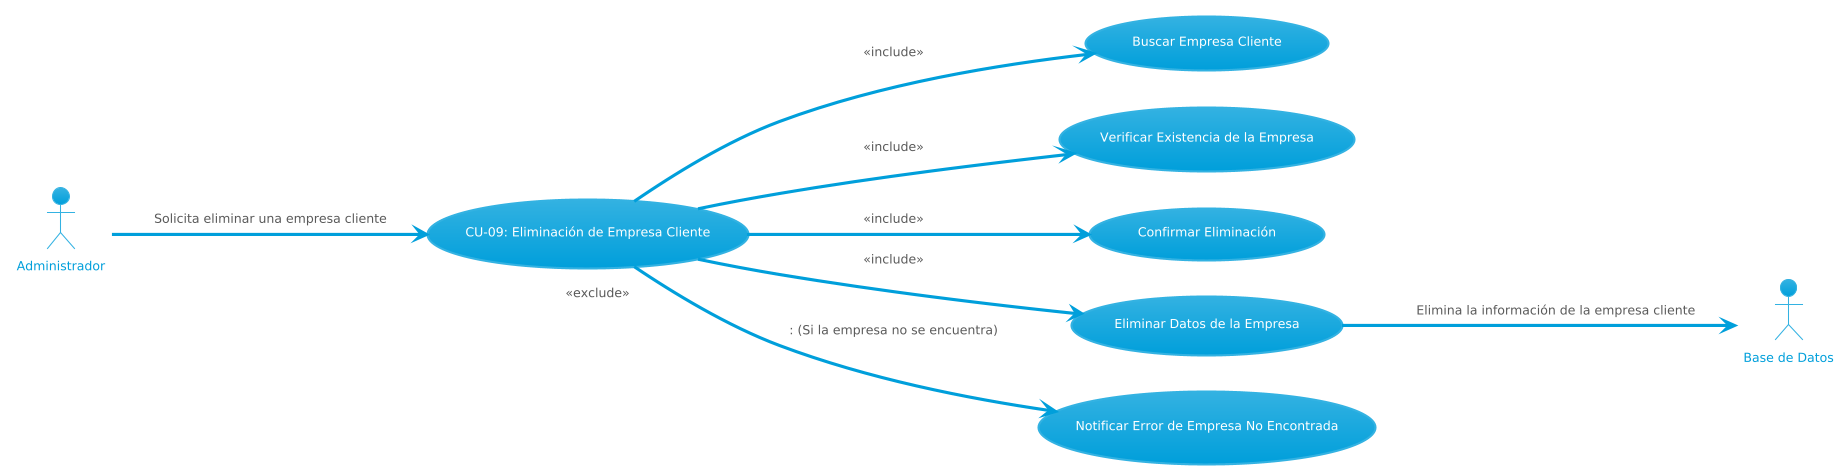 «include»
Buscar Empresa Cliente
«include»
Verificar Existencia de la Empresa
Solicita eliminar una empresa cliente
Administrador
CU-09: Eliminación de Empresa Cliente
«include»
Confirmar Eliminación
«include»
Eliminar Datos de la Empresa
Elimina la información de la empresa cliente
Base de Datos
«exclude»
: (Si la empresa no se encuentra)
Notificar Error de Empresa No Encontrada